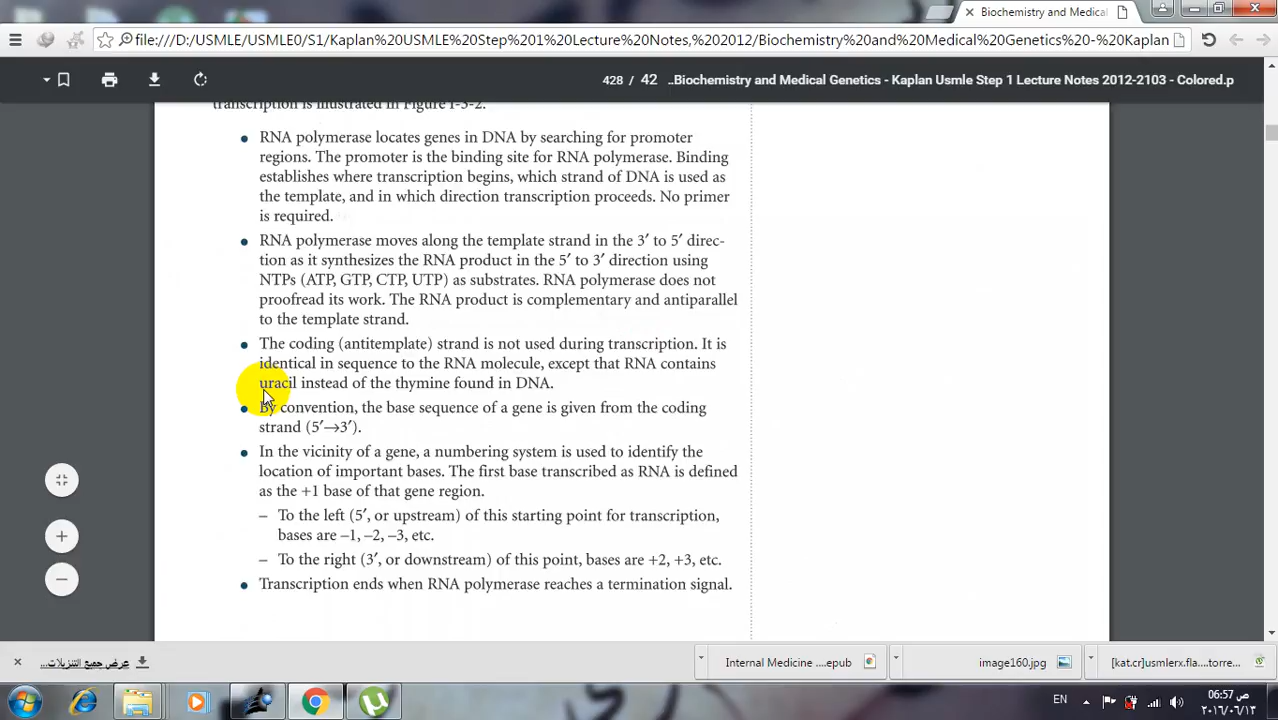 Biochemistry and Medical
file:///D:/USMLE/USMLE0/S1/Kaplan%20USMLE%20Step%201%20Lecture%20Notes,%202012/Biochemistry%20and%20Medical%20Genetics%20-%20Kaplan
428 / 42
..Biochemistry and Medical Genetics - Kaplan Usmle Step 1 Lecture Notes 2012-2103 - Colored.p
transcription is illustrated in Figure I-3-2.
• RNA polymerase locates genes in DNA by searching for promoter
regions. The promoter is the binding site for RNA polymerase. Binding
establishes where transcription begins, which strand of DNA is used as
the template, and in which direction transcription proceeds. No primer
is required.
• RNA polymerase moves along the template strand in the 3′ to 5′ direc-
tion as it synthesizes the RNA product in the 5′ to 3′ direction using
NTPs (ATP, GTP, CTP, UTP) as substrates. RNA polymerase does not
proofread its work. The RNA product is complementary and antiparallel
to the template strand.
• The coding (antitemplate) strand is not used during transcription. It is
identical in sequence to the RNA molecule, except that RNA contains
uracil instead of the thymine found in DNA.
• By convention, the base sequence of a gene is given from the coding
strand (5′→3′).
• In the vicinity of a gene, a numbering system is used to identify the
location of important bases. The first base transcribed as RNA is defined
as the +1 base of that gene region.
– To the left (5′, or upstream) of this starting point for transcription,
bases are –1, –2, –3, etc.
– To the right (3′, or downstream) of this point, bases are +2, +3, etc.
• Transcription ends when RNA polymerase reaches a termination signal.
عرض جميع التنزيلات...
Internal Medicine ....epub
image160.jpg
[kat.cr]usmlerx.fla....torre...
EN
06:57 ص
٢٠١٦/٠٦/١٣